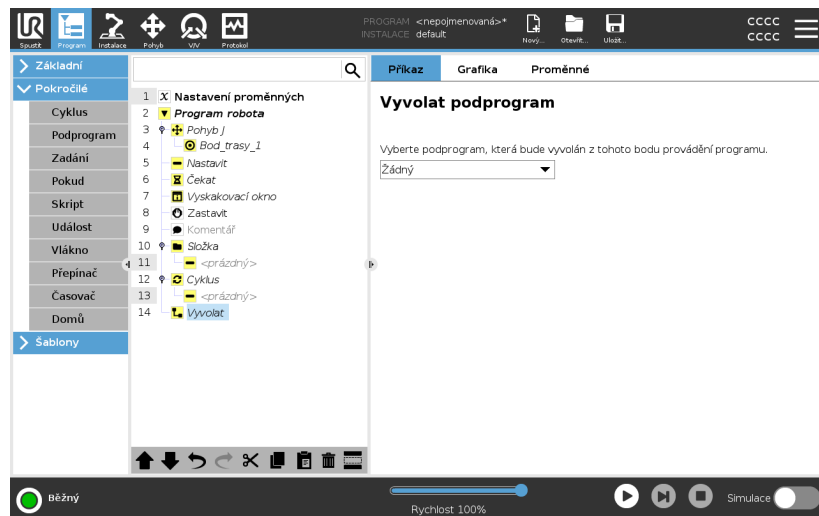 UR
Spustit
Program
Instalace
Pohyb
V/V
Protokol
PROGRAM <nepojmenovaná>*
INSTALACE default
Nový...
Otevřít...
Uložit...
CCCC
CCCC
Základní
Pokročilé
Cyklus
Podprogram
Zadání
Pokud
Skript
Událost
Vlákno
Přepínač
Časovač
Domů
Šablony
1 X Nastavení proměnných
2 Program robota
3 Pohyb J
4 Bod_trasy_1
5 Nastavit
6 Čekat
7 Vyskakovací okno
8 Zastavit
9 Komentář
10 Složka
11 <prázdný>
12 Cyklus
13 <prázdný>
14 Vyvolat
Příkaz Grafika Proměnné
Vyvolat podprogram
Vyberte podprogram, která bude vyvolán z tohoto bodu provádění programu.
Žádný
Běžný
Rychlost 100%
Simulace